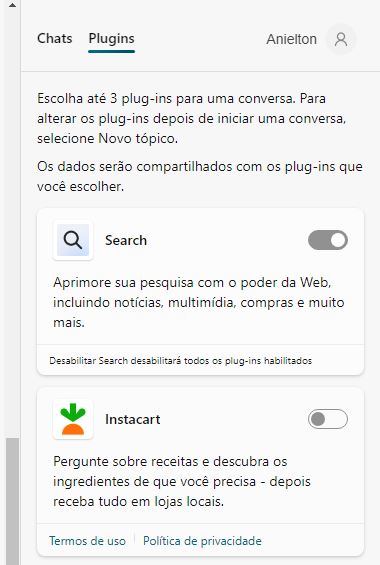 Chats Plugins Anielton
Escolha até 3 plug-ins para uma conversa. Para
alterar os plug-ins depois de iniciar uma conversa,
selecione Novo tópico.
Os dados serão compartilhados com os plug-ins que
você escolher.
Search
Aprimore sua pesquisa com o poder da Web,
incluindo notícias, multimídia, compras e muito
mais.
Desabilitar Search desabilitará todos os plug-ins habilitados
Instacart
Pergunte sobre receitas e descubra os
ingredientes de que você precisa - depois
receba tudo em lojas locais.
Termos de uso Política de privacidade